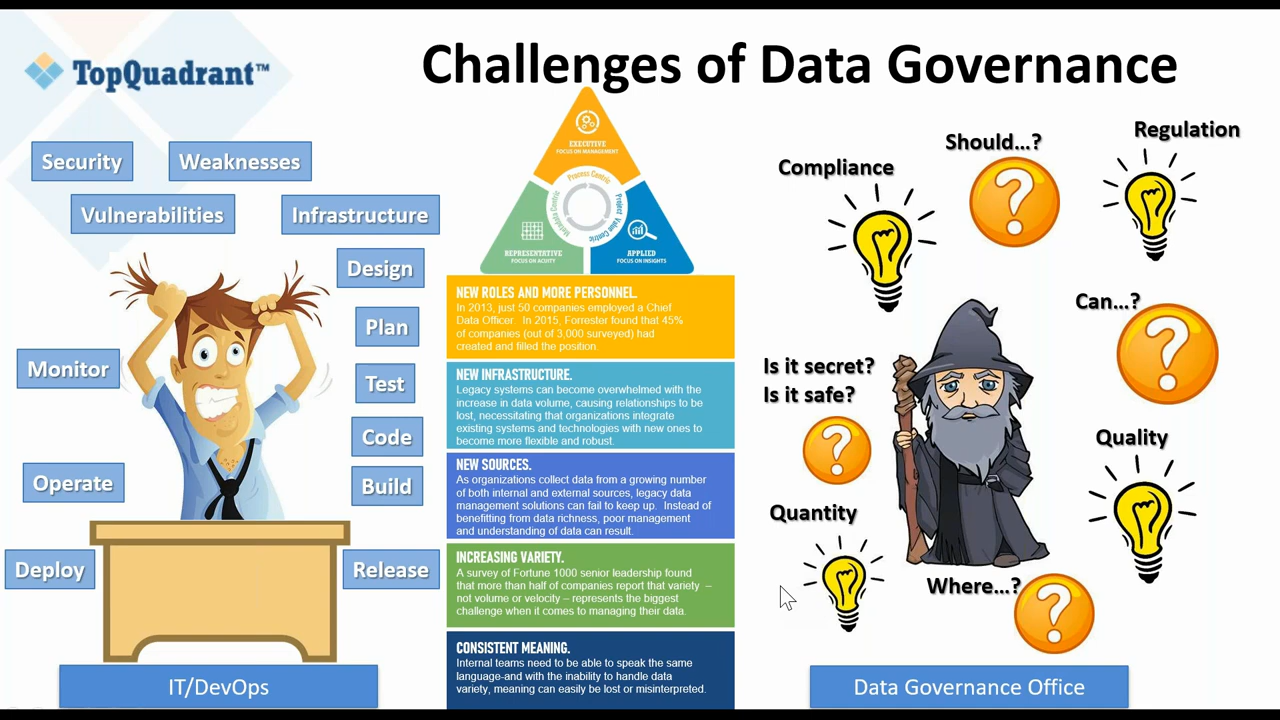 TopQuadrant™
Challenges of Data Governance
Security
Weaknesses
Vulnerabilities
Infrastructure
Design
Plan
Monitor
Test
Code
Operate
Build
Deploy
Release
IT/DevOps
EXECUTIVE
FOCUS ON MANAGEMENT
Process Centric
Metadata Centric
Project Value Centric
REPRESENTATIVE
FOCUS ON ACUITY
APPLIED
FOCUS ON INSIGHTS
NEW ROLES AND MORE PERSONNEL.
In 2013, just 50 companies employed a Chief
Data Officer. In 2015, Forrester found that 45%
of companies (out of 3,000 surveyed) had
created and filled the position.
NEW INFRASTRUCTURE.
Legacy systems can become overwhelmed with the
increase in data volume, causing relationships to be
lost, necessitating that organizations integrate
existing systems and technologies with new ones to
become more flexible and robust.
NEW SOURCES.
As organizations collect data from a growing number
of both internal and external sources, legacy data
management solutions can fail to keep up. Instead of
benefitting from data richness, poor management
and understanding of data can result.
INCREASING VARIETY.
A survey of Fortune 1000 senior leadership found
that more than half of companies report that variety –
not volume or velocity – represents the biggest
challenge when it comes to managing their data.
CONSISTENT MEANING.
Internal teams need to be able to speak the same
language-and with the inability to handle data
variety, meaning can easily be lost or misinterpreted.
Compliance
Should...?
?
Regulation
Can...?
?
Is it secret?
Is it safe?
?
Quality
Quantity
Where...?
?
Data Governance Office